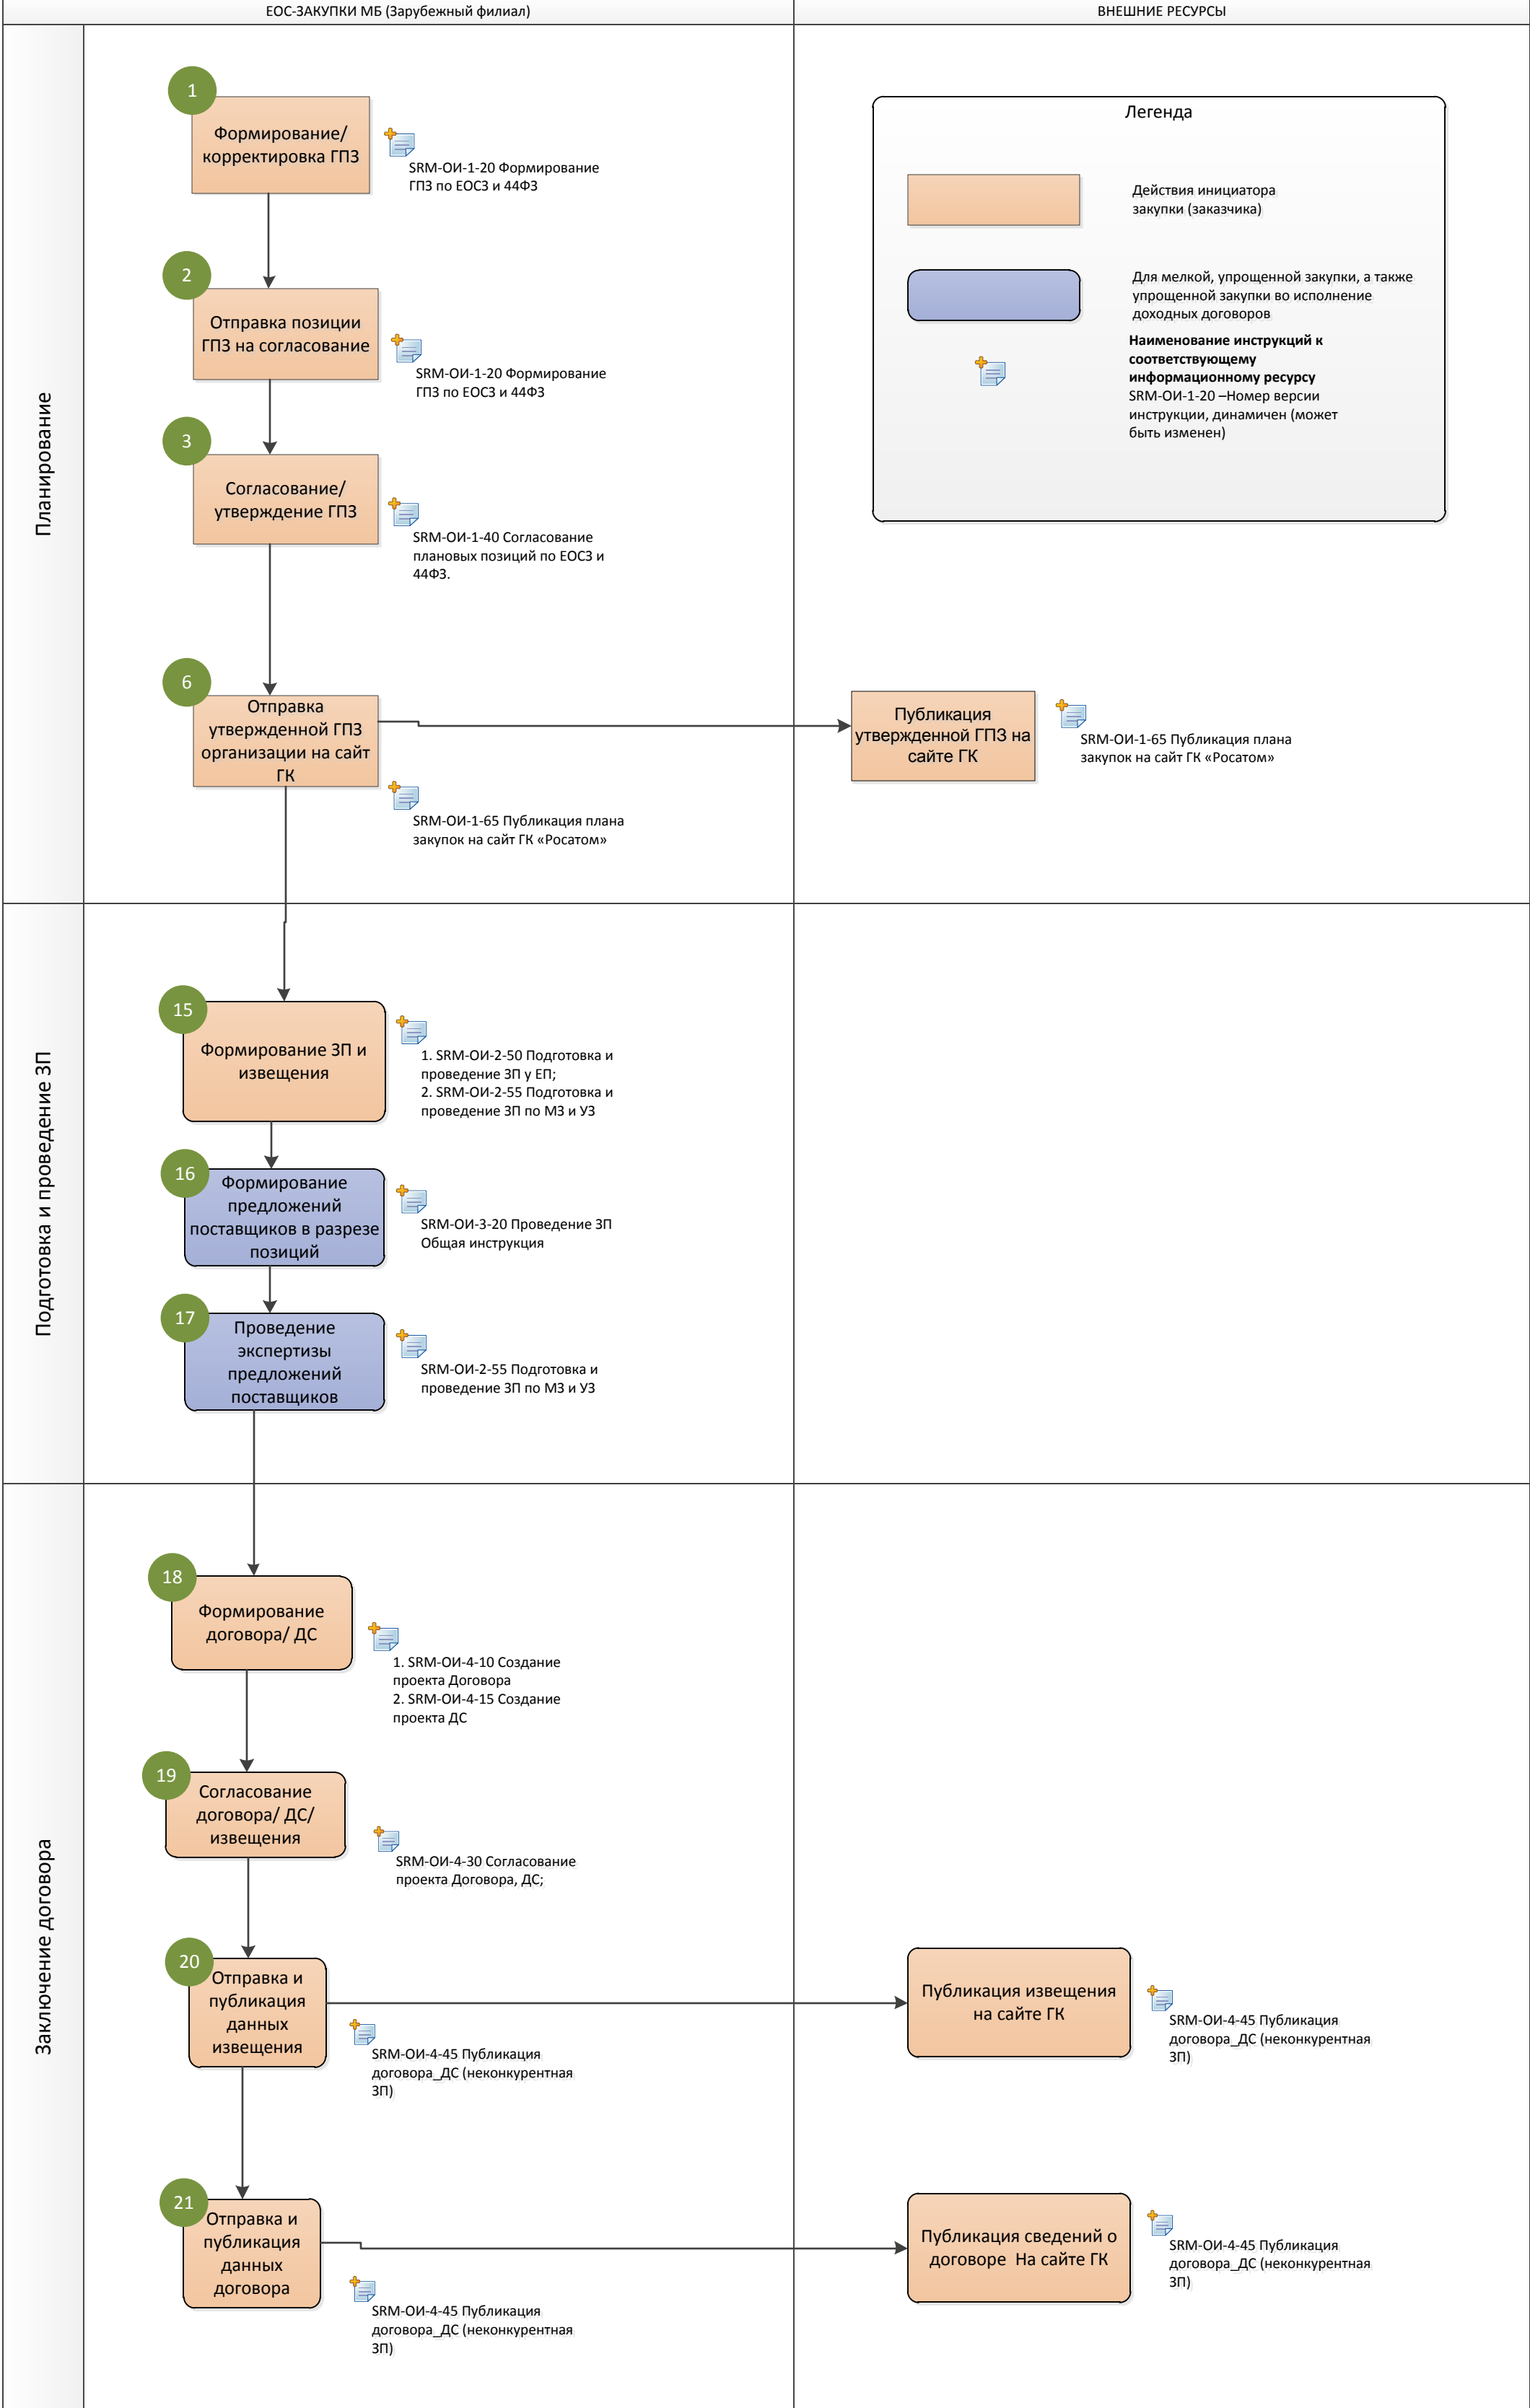 ЕОС-ЗАКУПКИ МБ (Зарубежный филиал)
ВНЕШНИЕ РЕСУРСЫ
Планирование
1
Формирование/
корректировка ГПЗ
SRM-ОИ-1-20 Формирование
ГПЗ по ЕОСЗ и 44ФЗ
2
Отправка позиции
ГПЗ на согласование
SRM-ОИ-1-20 Формирование
ГПЗ по ЕОСЗ и 44ФЗ
3
Согласование/
утверждение ГПЗ
SRM-ОИ-1-40 Согласование
плановых позиций по ЕОСЗ и
44ФЗ.
6
Отправка
утвержденной ГПЗ
организации на сайт
ГК
SRM-ОИ-1-65 Публикация плана
закупок на сайт ГК «Росатом»
Легенда
Действия инициатора
закупки (заказчика)
Для мелкой, упрощенной закупки, а также
упрощенной закупки во исполнение
доходных договоров
Наименование инструкций к
соответствующему
информационному ресурсу
SRM-ОИ-1-20 –Номер версии
инструкции, динамичен (может
быть изменен)
Публикация
утвержденной ГПЗ на
сайте ГК
SRM-ОИ-1-65 Публикация плана
закупок на сайт ГК «Росатом»
Подготовка и проведение ЗП
15
Формирование ЗП и
извещения
1. SRM-ОИ-2-50 Подготовка и
проведение ЗП у ЕП;
2. SRM-ОИ-2-55 Подготовка и
проведение ЗП по МЗ и УЗ
16
Формирование
предложений
поставщиков в разрезе
позиций
SRM-ОИ-3-20 Проведение ЗП
Общая инструкция
17
Проведение
экспертизы
предложений
поставщиков
SRM-ОИ-2-55 Подготовка и
проведение ЗП по МЗ и УЗ
Заключение договора
18
Формирование
договора/ ДС
1. SRM-ОИ-4-10 Создание
проекта Договора
2. SRM-ОИ-4-15 Создание
проекта ДС
19
Согласование
договора/ ДС/
извещения
SRM-ОИ-4-30 Согласование
проекта Договора, ДС;
20
Отправка и
публикация
данных
извещения
SRM-ОИ-4-45 Публикация
договора_ДС (неконкурентная
ЗП)
Публикация извещения
на сайте ГК
SRM-ОИ-4-45 Публикация
договора_ДС (неконкурентная
ЗП)
21
Отправка и
публикация
данных
договора
SRM-ОИ-4-45 Публикация
договора_ДС (неконкурентная
ЗП)
Публикация сведений о
договоре На сайте ГК
SRM-ОИ-4-45 Публикация
договора_ДС (неконкурентная
ЗП)